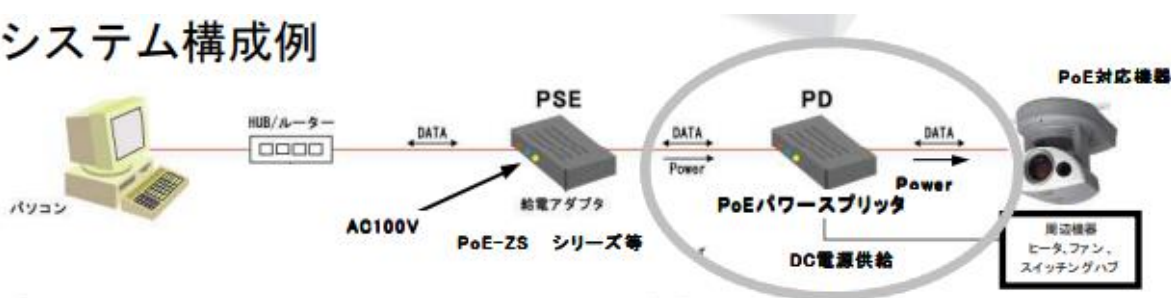 システム構成例
PoE対応機器
PSE
PD
HUB/ルーター
DATA
DATA
DATA
Power
Power
パソコン
AC100V
給電アダプタ
PoEパワースプリッタ
PoE-ZS シリーズ等
DC電源供給
周辺機器
ヒータ、ファン、
スイッチングハブ